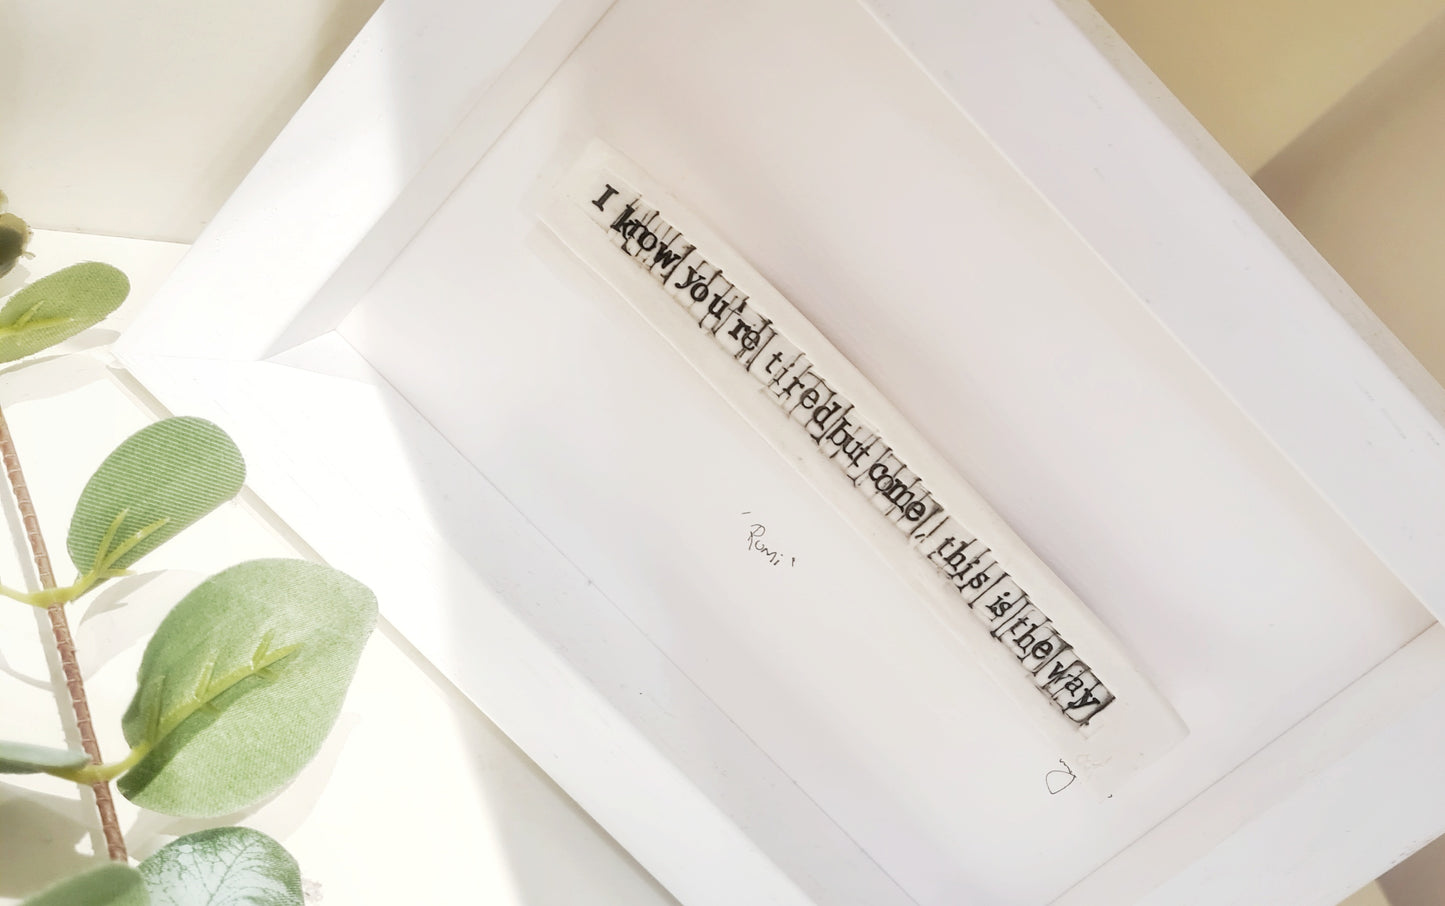 I know you're tired but come, this is the way
'Rumi'